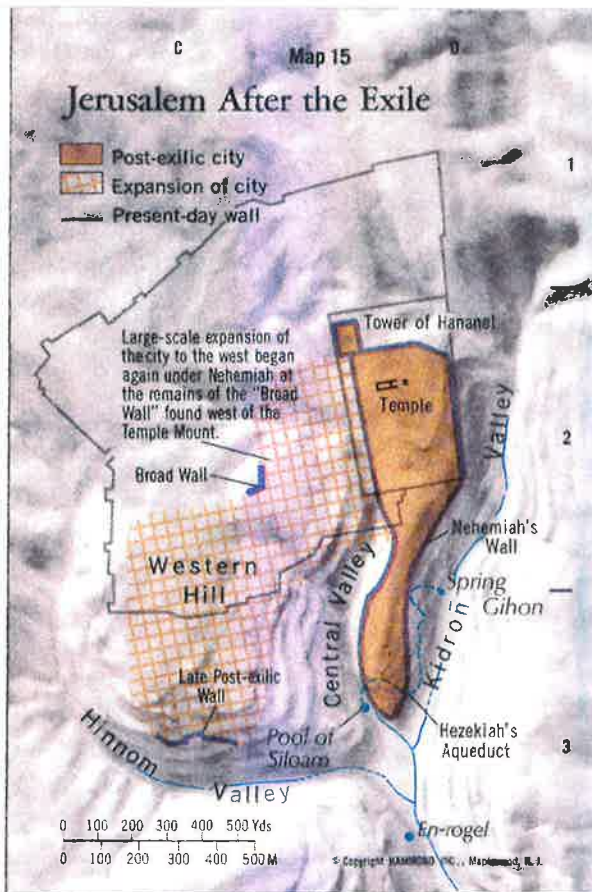 C
Map 15
D
Jerusalem After the Exile
Post-exilic city
Expansion of city
Present-day wall
1
Tower of Hananel
Large-scale expansion of
the city to the west began
again under Nehemiah at
the remains of the "Broad
Wall" found west of the
Temple Mount.
Temple
2
Broad Wall
Nehemiah's
Wall
Western
Hill
Central Valley
Spring
Gihon
Kidron Valley
Late Post-exilic
Wall
Pool of
Siloam
Hezekiah's
Aqueduct
3
Hinnom Valley
En-rogel
0 100 200 300 400 500 Yds
0 100 200 300 400 500 M
© Copyright HAMMOND INC., Maplewood, N. J.